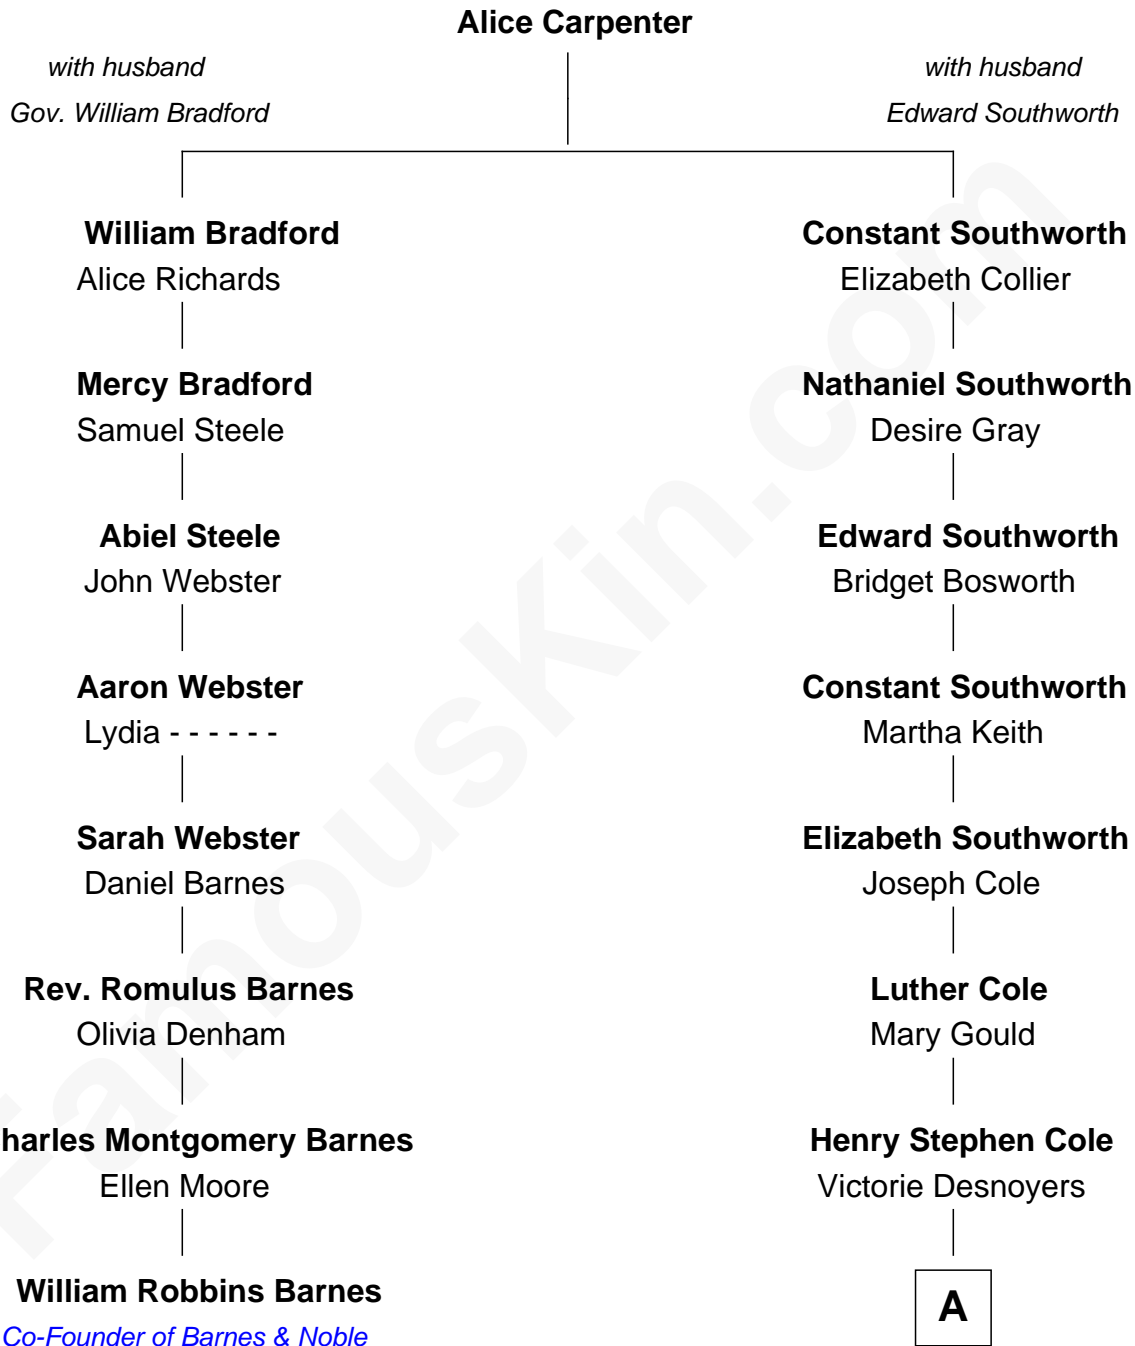 Alice Carpenter
with husband
Gov. William Bradford
with husband
Edward Southworth
William Bradford
Alice Richards
Constant Southworth
Elizabeth Collier
Mercy Bradford
Samuel Steele
Nathaniel Southworth
Desire Gray
Abiel Steele
John Webster
Edward Southworth
Bridget Bosworth
Aaron Webster
Lydia - - - - - -
Constant Southworth
Martha Keith
Sarah Webster
Daniel Barnes
Elizabeth Southworth
Joseph Cole
Rev. Romulus Barnes
Olivia Denham
Luther Cole
Mary Gould
harles Montgomery Barnes
Ellen Moore
Henry Stephen Cole
Victorie Desnoyers
William Robbins Barnes
Co-Founder of Barnes & Noble
A
FamousKin.com